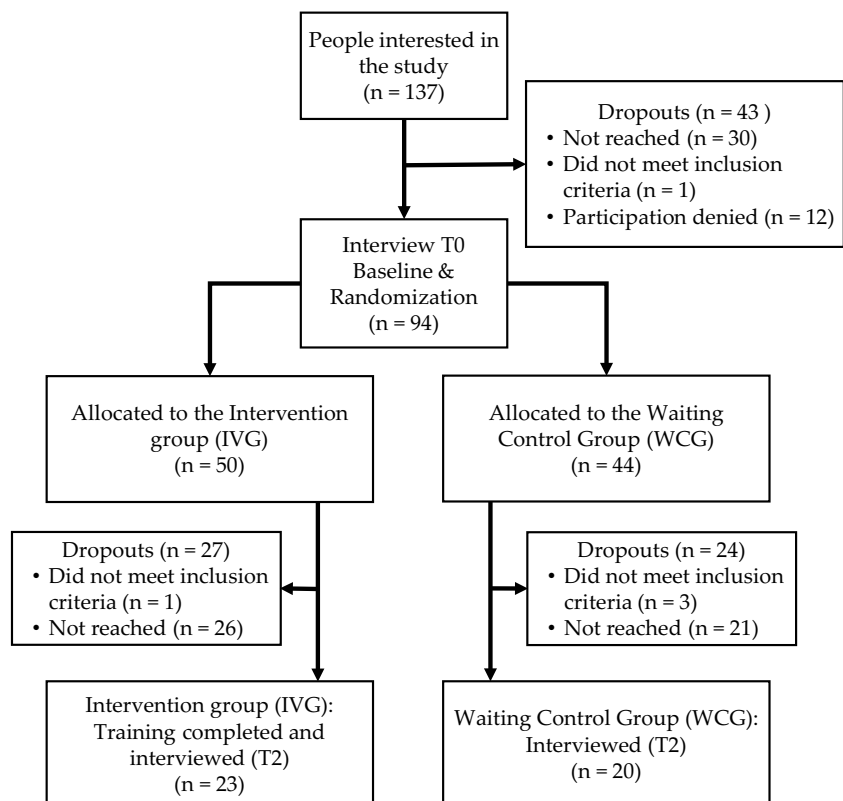 People interested in
the study
(n = 137)
Dropouts (n = 43 )
• Not reached (n = 30)
• Did not meet inclusion
criteria (n = 1)
• Participation denied (n = 12)
Interview T0
Baseline &
Randomization
(n = 94)
Allocated to the Intervention
group (IVG)
(n = 50)
Allocated to the Waiting
Control Group (WCG)
(n = 44)
Dropouts (n = 27)
• Did not meet inclusion
criteria (n = 1)
• Not reached (n = 26)
Dropouts (n = 24)
• Did not meet inclusion
criteria (n = 3)
• Not reached (n = 21)
Intervention group (IVG):
Training completed and
interviewed (T2)
(n = 23)
Waiting Control Group (WCG):
Interviewed (T2)
(n = 20)